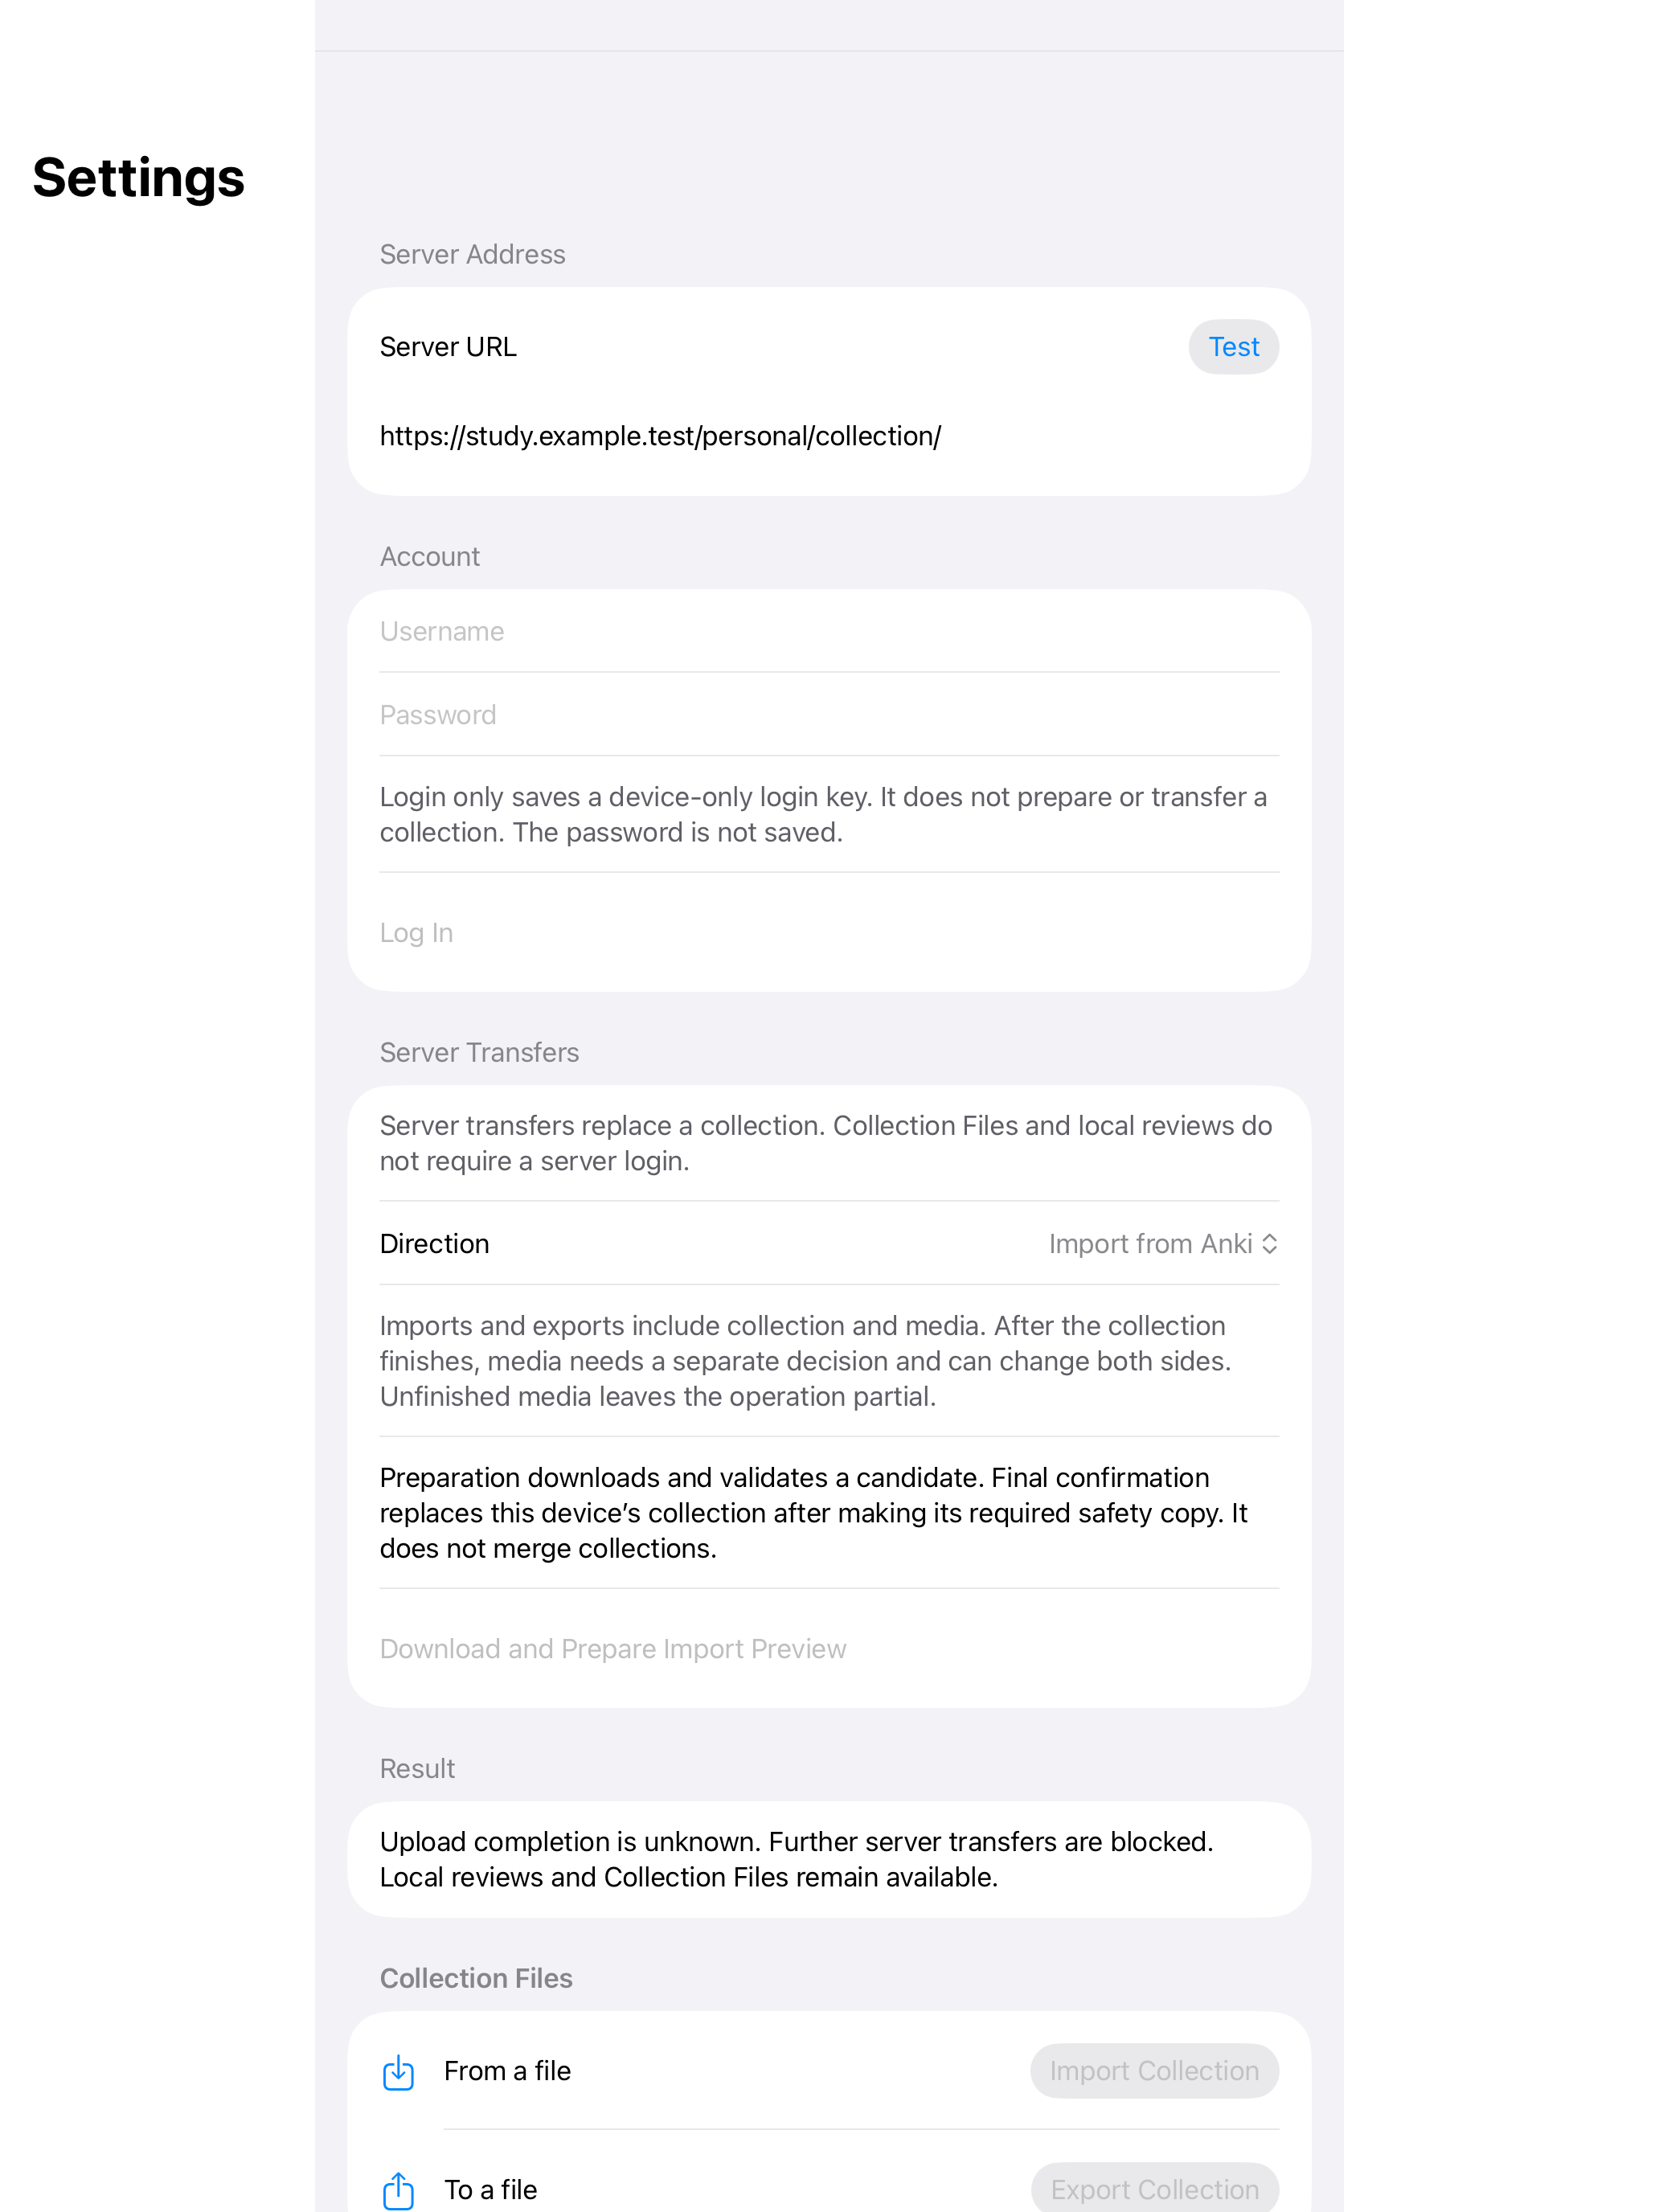 Settings
Server Address
Server URL
Test
https://study.example.test/personal/collection/
Account
Username
Password
Login only saves a device-only login key. It does not prepare or transfer a
collection. The password is not saved.
Log In
Server Transfers
Server transfers replace a collection. Collection Files and local reviews do
not require a server login.
Direction
Import from Anki
Imports and exports include collection and media. After the collection
finishes, media needs a separate decision and can change both sides.
Unfinished media leaves the operation partial.
Preparation downloads and validates a candidate. Final confirmation
replaces this device’s collection after making its required safety copy. It
does not merge collections.
Download and Prepare Import Preview
Result
Upload completion is unknown. Further server transfers are blocked.
Local reviews and Collection Files remain available.
Collection Files
From a file
Import Collection
To a file
Export Collection